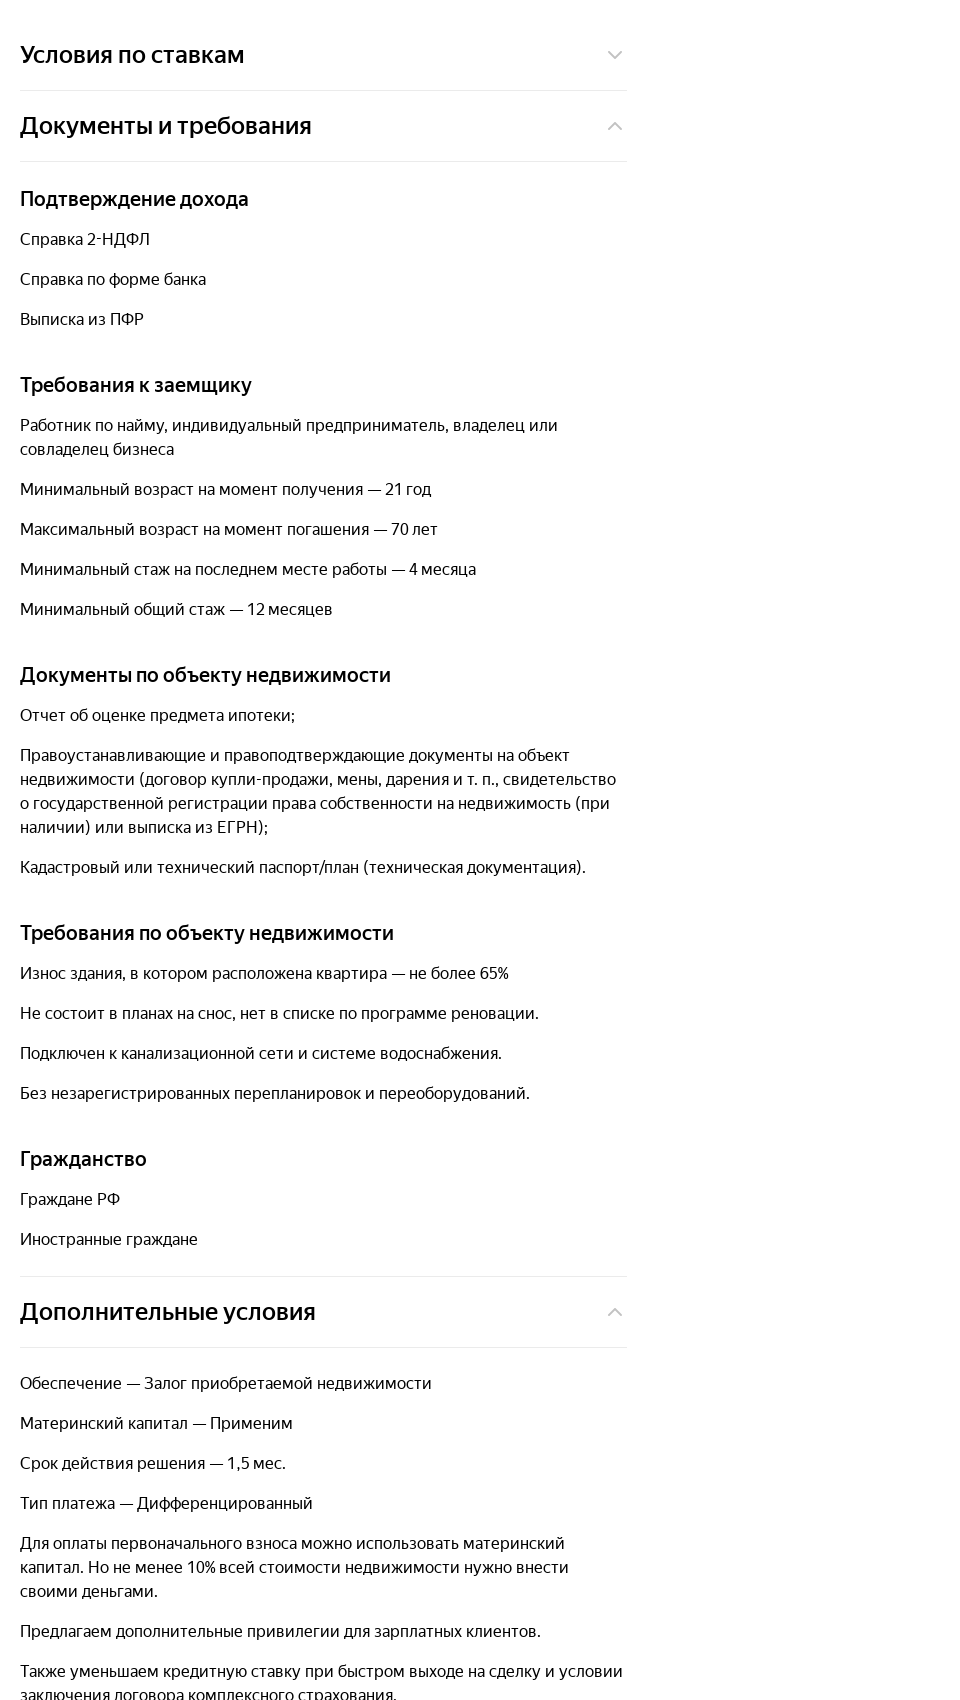 Условия по ставкам
Документы и требования
Подтверждение дохода
Справка 2-НДФЛ
Справка по форме банка
Выписка из ПФР
Требования к заемщику
Работник по найму, индивидуальный предприниматель, владелец или
совладелец бизнеса
Минимальный возраст на момент получения — 21 год
Максимальный возраст на момент погашения — 70 лет
Минимальный стаж на последнем месте работы — 4 месяца
Минимальный общий стаж — 12 месяцев
Документы по объекту недвижимости
Отчет об оценке предмета ипотеки;
Правоустанавливающие и правоподтверждающие документы на объект
недвижимости (договор купли-продажи, мены, дарения и т. п., свидетельство
о государственной регистрации права собственности на недвижимость (при
наличии) или выписка из ЕГРН);
Кадастровый или технический паспорт/план (техническая документация).
Требования по объекту недвижимости
Износ здания, в котором расположена квартира — не более 65%
Не состоит в планах на снос, нет в списке по программе реновации.
Подключен к канализационной сети и системе водоснабжения.
Без незарегистрированных перепланировок и переоборудований.
Гражданство
Граждане РФ
Иностранные граждане
Дополнительные условия
Обеспечение — Залог приобретаемой недвижимости
Материнский капитал — Применим
Срок действия решения — 1,5 мес.
Тип платежа — Дифференцированный
Для оплаты первоначального взноса можно использовать материнский
капитал. Но не менее 10% всей стоимости недвижимости нужно внести
своими деньгами.
Предлагаем дополнительные привилегии для зарплатных клиентов.
Также уменьшаем кредитную ставку при быстром выходе на сделку и условии
заключения договора комплексного страхования.